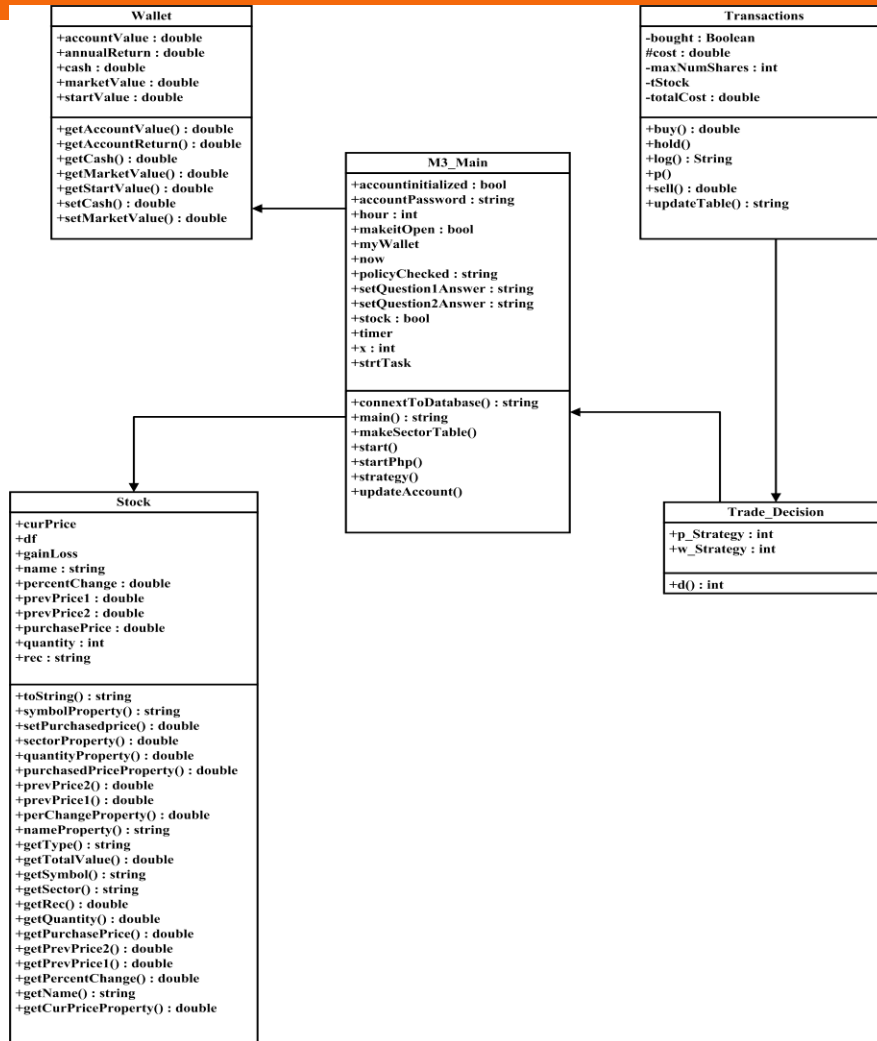 Wallet
+accountValue : double
+annualReturn : double
+cash : double
+marketValue : double
+startValue : double
+getAccountValue() : double
+getAccountReturn() : double
+getCash() : double
+getMarketValue() : double
+getStartValue() : double
+setCash() : double
+setMarketValue() : double
Transactions
-bought : Boolean
#cost : double
-maxNumShares : int
-tStock
-totalCost : double
+buy() : double
+hold()
+log() : String
+p()
+sell() : double
+updateTable() : string
M3_Main
+accountinitialized : bool
+accountPassword : string
+hour : int
+makeitOpen : bool
+myWallet
+now
+policyChecked : string
+setQuestion1Answer : string
+setQuestion2Answer : string
+stock : bool
+timer
+x : int
+strtTask
+connextToDatabase() : string
+main() : string
+makeSectorTable()
+start()
+startPhp()
+strategy()
+updateAccount()
Stock
+curPrice
+df
+gainLoss
+name : string
+percentChange : double
+prevPrice1 : double
+prevPrice2 : double
+purchasePrice : double
+quantity : int
+rec : string
+toString() : string
+symbolProperty() : string
+setPurchasedprice() : double
+sectorProperty() : double
+quantityProperty() : double
+purchasedPriceProperty() : double
+prevPrice2() : double
+prevPrice1() : double
+perChangeProperty() : double
+nameProperty() : string
+getType() : string
+getTotalValue() : double
+getSymbol() : string
+getSector() : string
+getRec() : double
+getQuantity() : double
+getPurchasePrice() : double
+getPrevPrice2() : double
+getPrevPrice1() : double
+getPercentChange() : double
+getName() : string
+getCurPriceProperty() : double
Trade_Decision
+p_Strategy : int
+w_Strategy : int
+d() : int